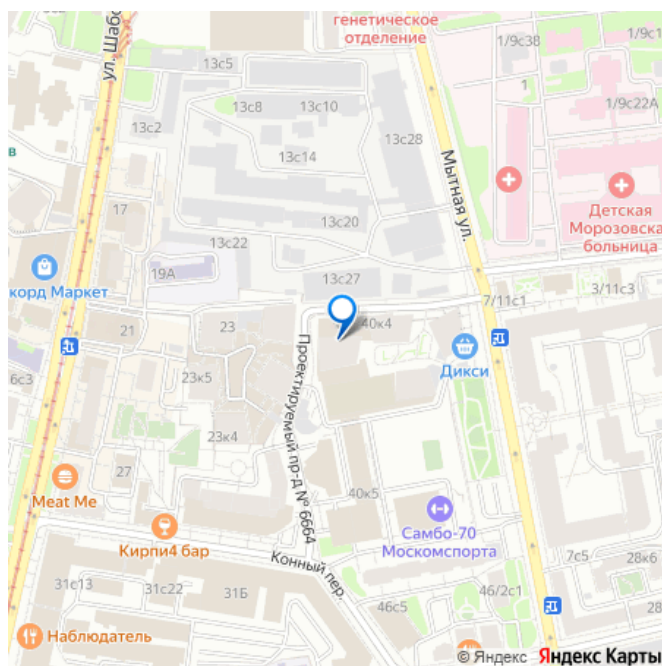 ул. Шабо
генетическое
отделение
1/9с38
1/9с1
13с5
1
13с8
13с10
1/9с22А
13с2
13с28
13с14
в
Мытная ул.
17
13с20
Детская
Морозовска
больница
13с22
19А
13с27
корд Маркет
3/11с3
7/11с1
21
23
40к4
Дикси
6с3
23к5
Проектируемый пр-д № 6664
23к4
27
Meat Me
40к5
Самбо-70
Москомспорта
Кирпи4 бар
Конный пер.
7с5
28к6
31с13
31с22
31Б
46/2с1
46с5
28
Наблюдатель
© Яндекс Яндекс Карты